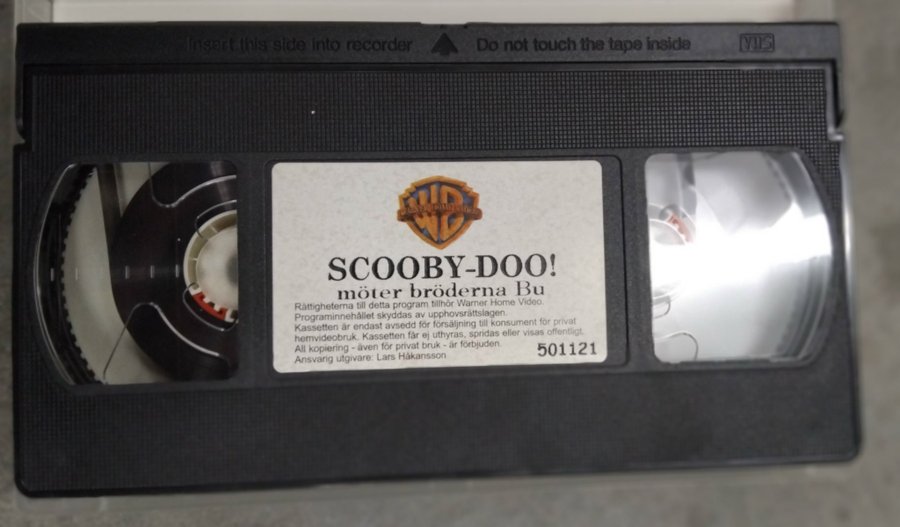 Insert this side into recorder Do not touch the tape inside VHS
WB
SCOOBY-DOO!
möter bröderna Bu
Rättigheterna till detta program tillhör Warner Home Video.
Programinnehållet skyddas av upphovsrättslagen.
Kassetten är endast avsedd för försäljning till konsument för privat
hemvideobruk. Kassetten får ej uthyras, spridas eller visas offentligt.
All kopiering - även för privat bruk - är förbjuden.
Ansvarig utgivare: Lars Håkansson 501121